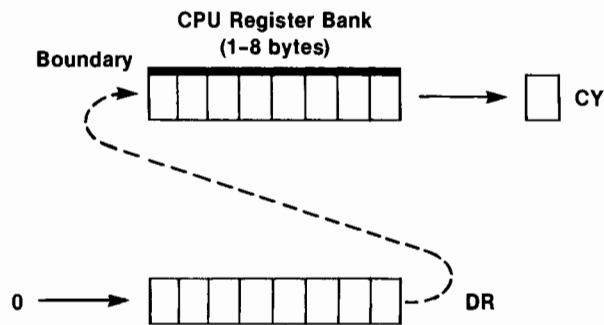 CPU Register Bank
(1–8 bytes)
Boundary
CY
0
DR